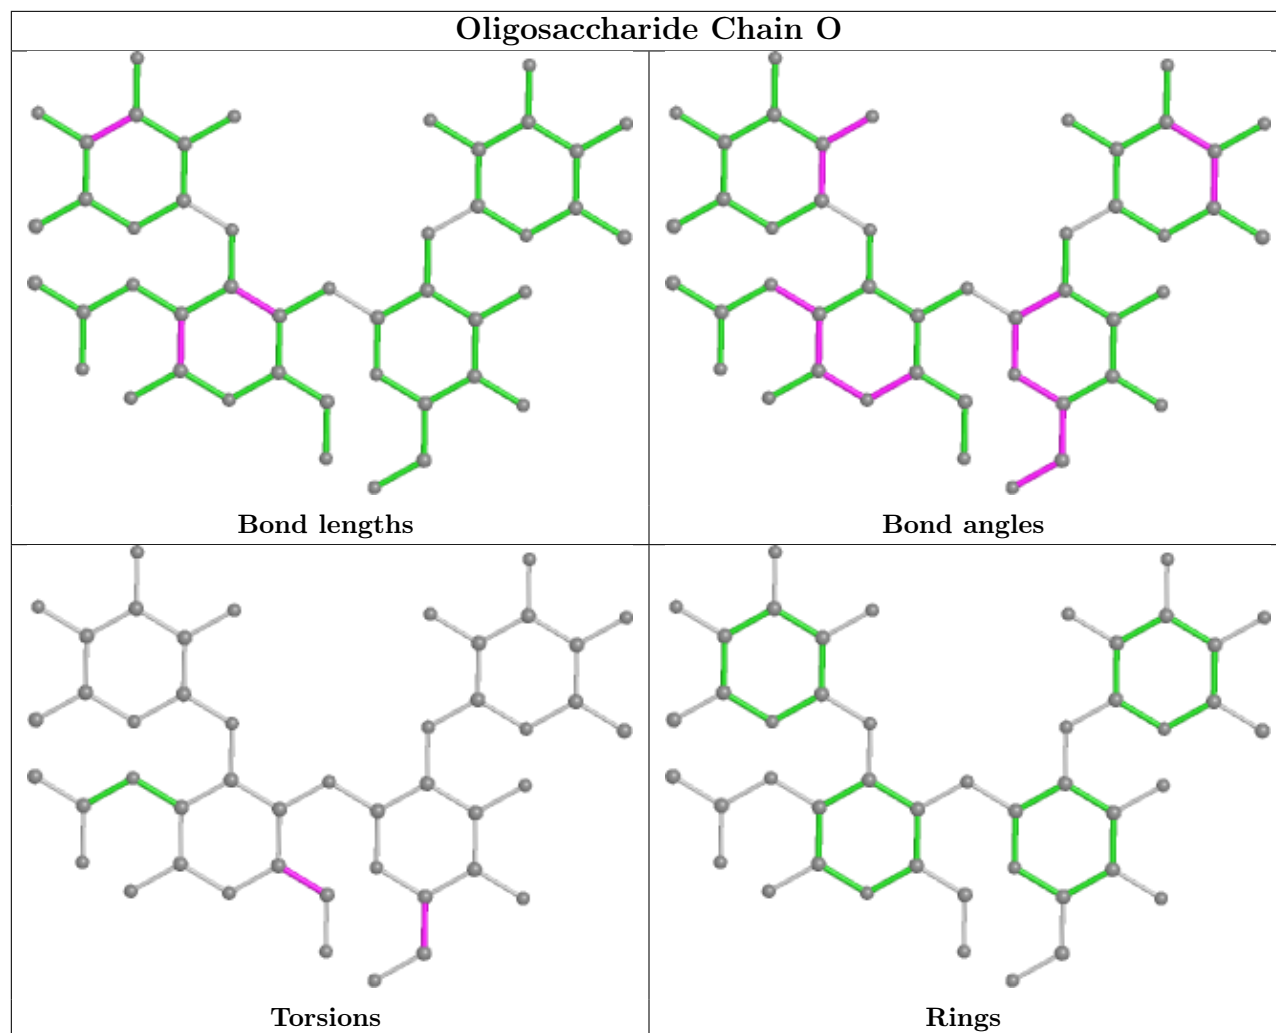 Oligosaccharide Chain O
Bond lengths
Bond angles
Torsions
Rings